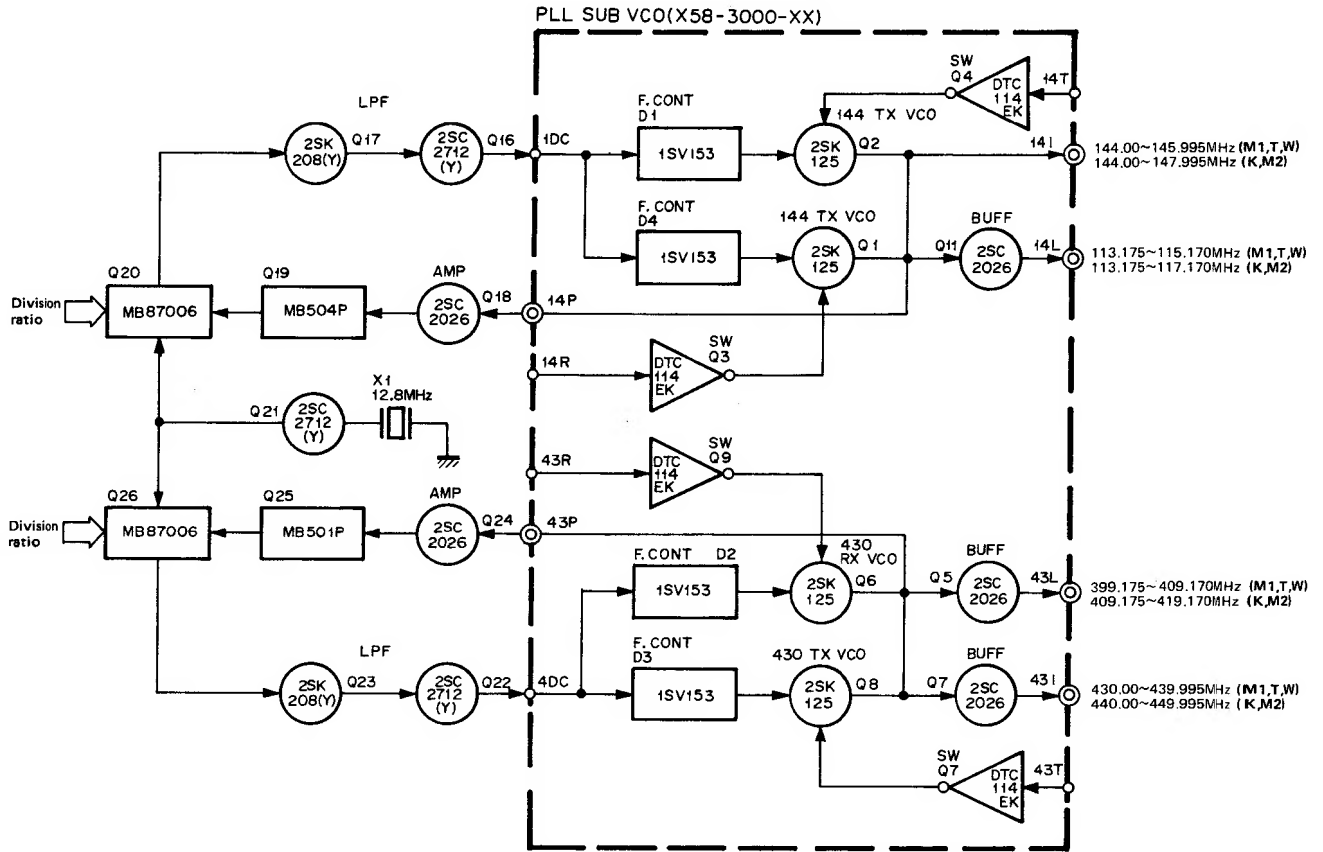 PLL SUB VCO(X58-3000-XX)
SW
Q4
14T
DTC
114
EK
LPF
F. CONT
D1
144 TX VCO
2SK
208(Y)
Q17
2SC
2712
(Y)
Q16
1DC
1SV153
2SK
125
Q2
14I
144.00~145.995MHz (M1,T,W)
144.00~147.995MHz (K,M2)
F. CONT
D4
144 TX VCO
BUFF
1SV153
2SK
125
Q1
Q11
2SC
2026
14L
113.175~115.170MHz (M1,T,W)
113.175~117.170MHz (K,M2)
Q20
Q19
AMP
Division
ratio
MB87006
MB504P
2SC
2026
Q18
14P
SW
Q3
14R
DTC
114
EK
X1
12.8MHz
Q21
2SC
2712
(Y)
SW
Q9
43R
DTC
114
EK
Q26
Q25
AMP
Division
ratio
MB87006
MB501P
2SC
2026
Q24
43P
F. CONT D2
430
RX VCO
BUFF
1SV153
2SK
125
Q6
Q5
2SC
2026
43L
399.175~409.170MHz (M1,T,W)
409.175~419.170MHz (K,M2)
LPF
F. CONT
D3
430 TX VCO
BUFF
2SK
208(Y)
Q23
2SC
2712
(Y)
Q22
4DC
1SV153
2SK
125
Q8
Q7
2SC
2026
43I
430.00~439.995MHz (M1,T,W)
440.00~449.995MHz (K,M2)
SW
Q7
DTC
114
EK
43T